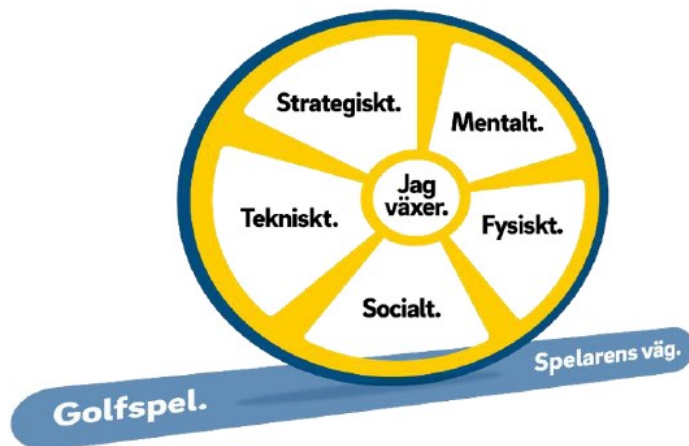 Strategiskt.
Mentalt.
Jag
växer.
Tekniskt.
Fysiskt.
Socialt.
Spelarens väg.
Golfspel.